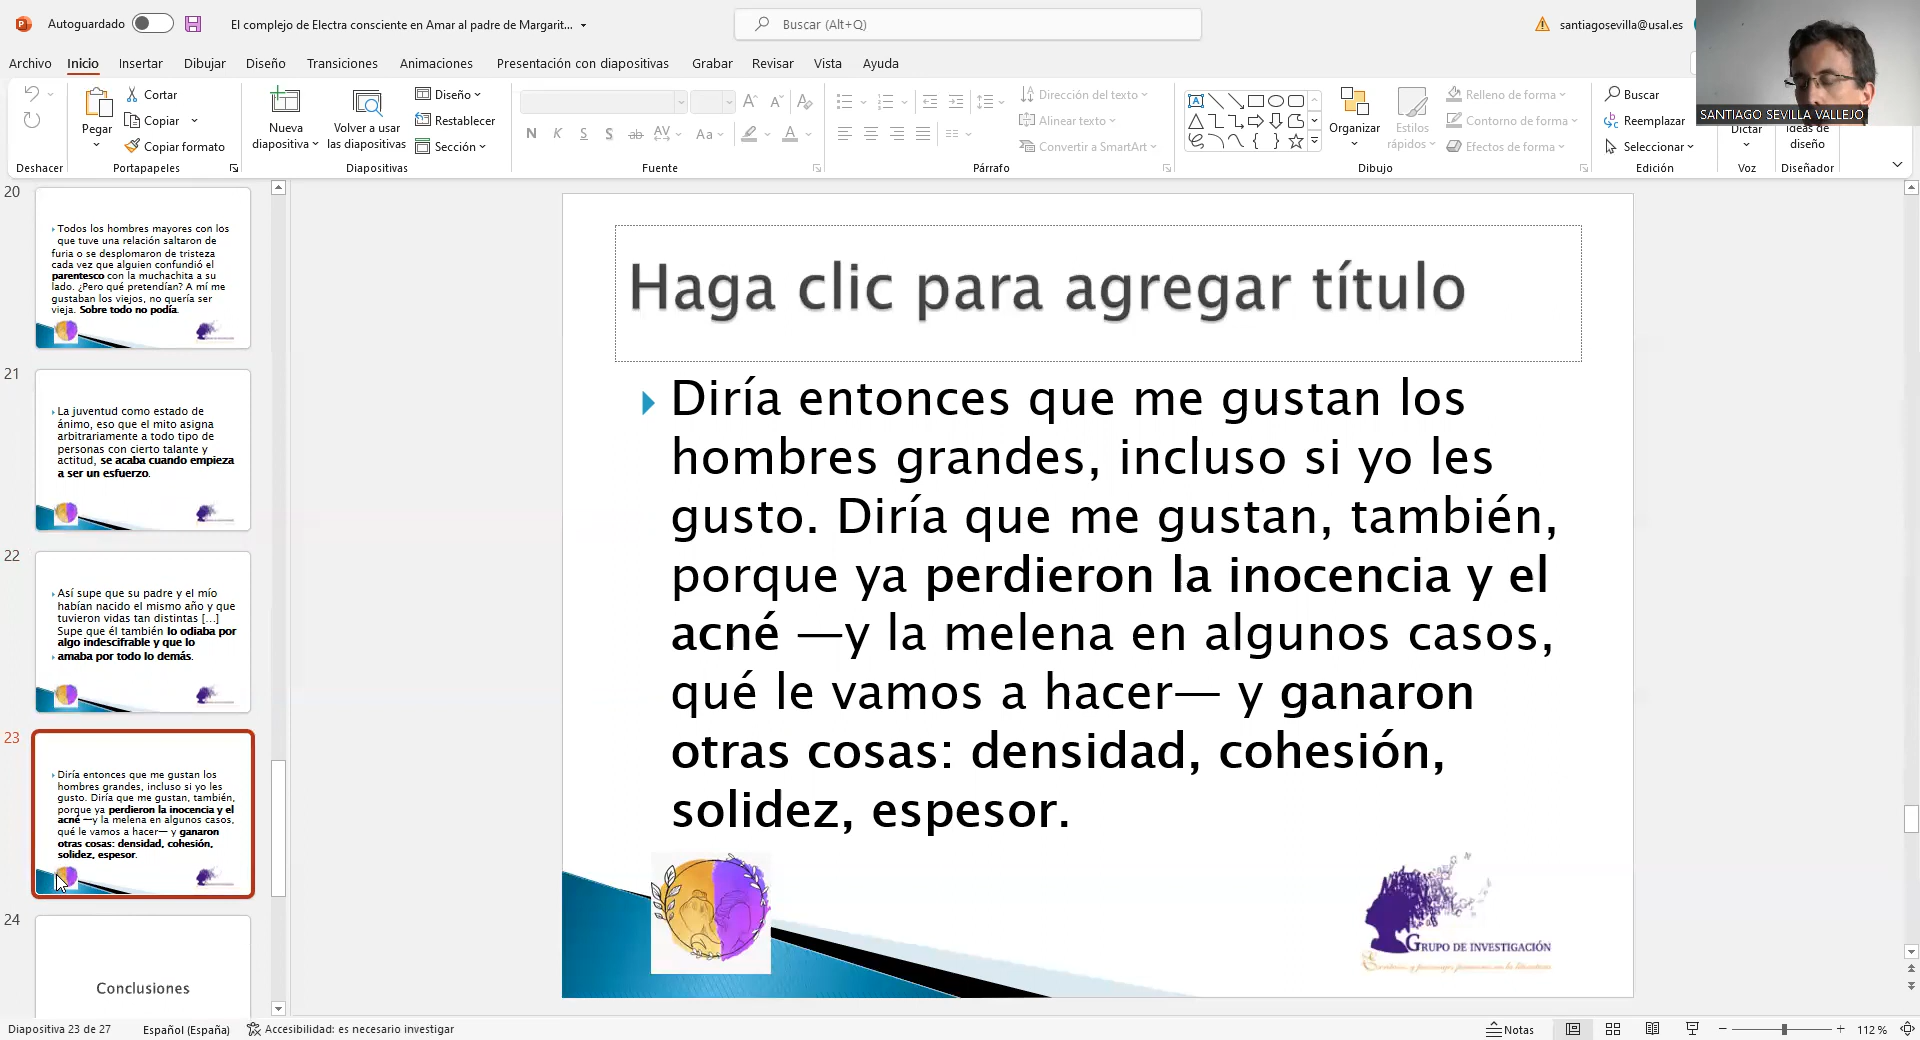 Autoguardado
El complejo de Electra consciente en Amar al padre de Margarit...
Buscar (Alt+Q)
santiagosevilla@usal.es
SANTIAGO SEVILLA VALLEJO
Archivo Inicio Insertar Dibujar Diseño Transiciones Animaciones Presentación con diapositivas Grabar Revisar Vista Ayuda
Deshacer
Pegar
Cortar
Copiar
Copiar formato
Portapapeles
Nueva
diapositiva
Volver a usar
las diapositivas
Diseño
Restablecer
Sección
Diapositivas
N K S S ab AV Aa A
Fuente
Dirección del texto
Alinear texto
Convertir a SmartArt
Párrafo
Organizar
Estilos
rápidos
Relleno de forma
Contorno de forma
Efectos de forma
Dibujo
Buscar
Reemplazar
Seleccionar
Edición
Dictar
Voz
Ideas de
diseño
Diseñador
20
Todos los hombres mayores con los
que tuve una relación saltaron de
furia o se desplomaron de tristeza
cada vez que alguien confundió el
parentesco con la muchachita a su
lado. ¿Pero qué pretendían? A mí me
gustaban los viejos, no quería ser
vieja. Sobre todo no podía.
21
La juventud como estado de
ánimo, eso que el mito asigna
arbitrariamente a todo tipo de
personas con cierto talante y
actitud, se acaba cuando empieza
a ser un esfuerzo.
22
Así supe que su padre y el mío
habían nacido el mismo año y que
tuvieron vidas tan distintas [...]
Supe que él también lo odiaba por
algo indescifrable y que lo
amaba por todo lo demás.
23
Diría entonces que me gustan los
hombres grandes, incluso si yo les
gusto. Diría que me gustan, también,
porque ya perdieron la inocencia y el
acné —y la melena en algunos casos,
qué le vamos a hacer— y ganaron
otras cosas: densidad, cohesión,
solidez, espesor.
24
Conclusiones
Haga clic para agregar título
Diría entonces que me gustan los
hombres grandes, incluso si yo les
gusto. Diría que me gustan, también,
porque ya perdieron la inocencia y el
acné —y la melena en algunos casos,
qué le vamos a hacer— y ganaron
otras cosas: densidad, cohesión,
solidez, espesor.
GRUPO DE INVESTIGACIÓN
Diapositiva 23 de 27
Español (España)
Accesibilidad: es necesario investigar
Notas
112 %